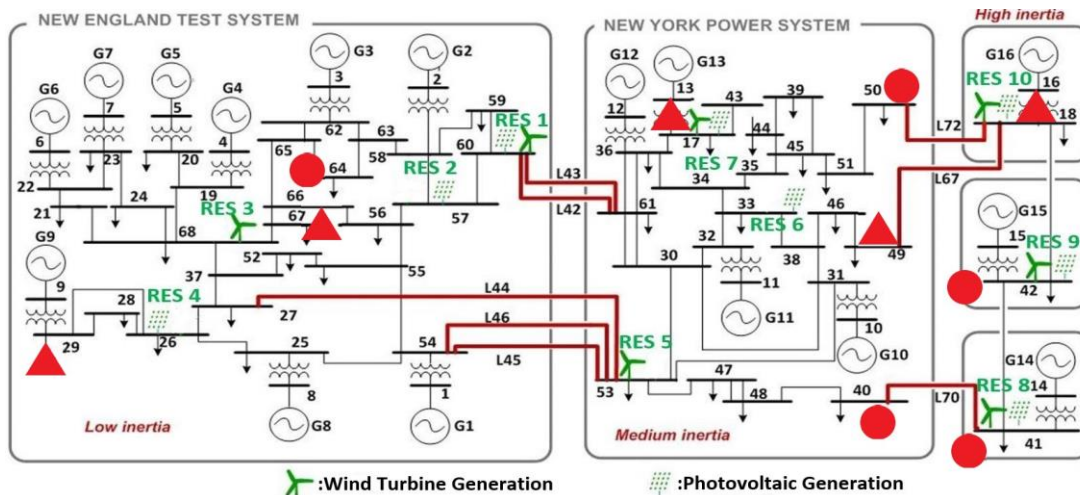 NEW ENGLAND TEST SYSTEM
NEW YORK POWER SYSTEM
High inertia
G7
G5
G3
G2
G12
G13
G16
G6
G4
7
5
3
2
59
RES 1
12
13
43
39
50
RES 10
16
6
4
62
63
65
58
60
17
44
L72
18
23
20
64
RES 2
36
RES 7
45
35
51
L67
22
19
66
L43
34
21
24
RES 3
67
56
57
L42
61
33
RES 6
46
G15
G9
68
52
32
49
15
RES 9
37
55
30
38
31
42
9
28
RES 4
L44
11
27
10
29
26
L46
G11
G14
25
54
RES 5
G10
L45
47
RES 8
14
8
1
53
48
40
L70
Low inertia
G8
G1
Medium inertia
41
:Wind Turbine Generation
:Photovoltaic Generation